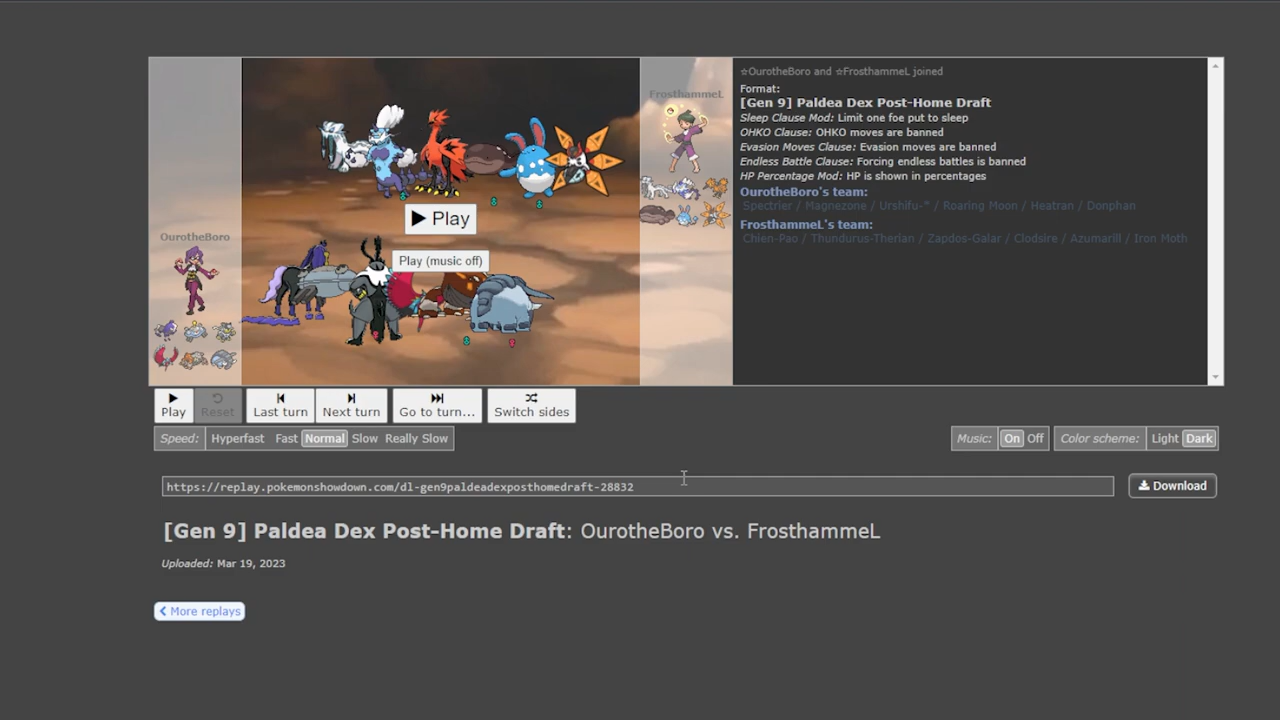 ☆OurotheBoro and ☆FrosthammeL joined
Format:
[Gen 9] Paldea Dex Post-Home Draft
Sleep Clause Mod: Limit one foe put to sleep
OHKO Clause: OHKO moves are banned
Evasion Moves Clause: Evasion moves are banned
Endless Battle Clause: Forcing endless battles is banned
HP Percentage Mod: HP is shown in percentages
OurotheBoro's team:
Spectrier / Magnezone / Urshifu-* / Roaring Moon / Heatran / Donphan
FrosthammeL's team:
Chien-Pao / Thundurus-Therian / Zapdos-Galar / Clodsire / Azumarill / Iron Moth
FrosthammeL
OurotheBoro
Play
Play (music off)
Play Reset Last turn Next turn Go to turn... Switch sides
Speed: Hyperfast Fast Normal Slow Really Slow Music: On Off Color scheme: Light Dark
https://replay.pokemonshowdown.com/dl-gen9paldeadexposthomedraft-28832 Download
[Gen 9] Paldea Dex Post-Home Draft: OurotheBoro vs. FrosthammeL
Uploaded: Mar 19, 2023
More replays